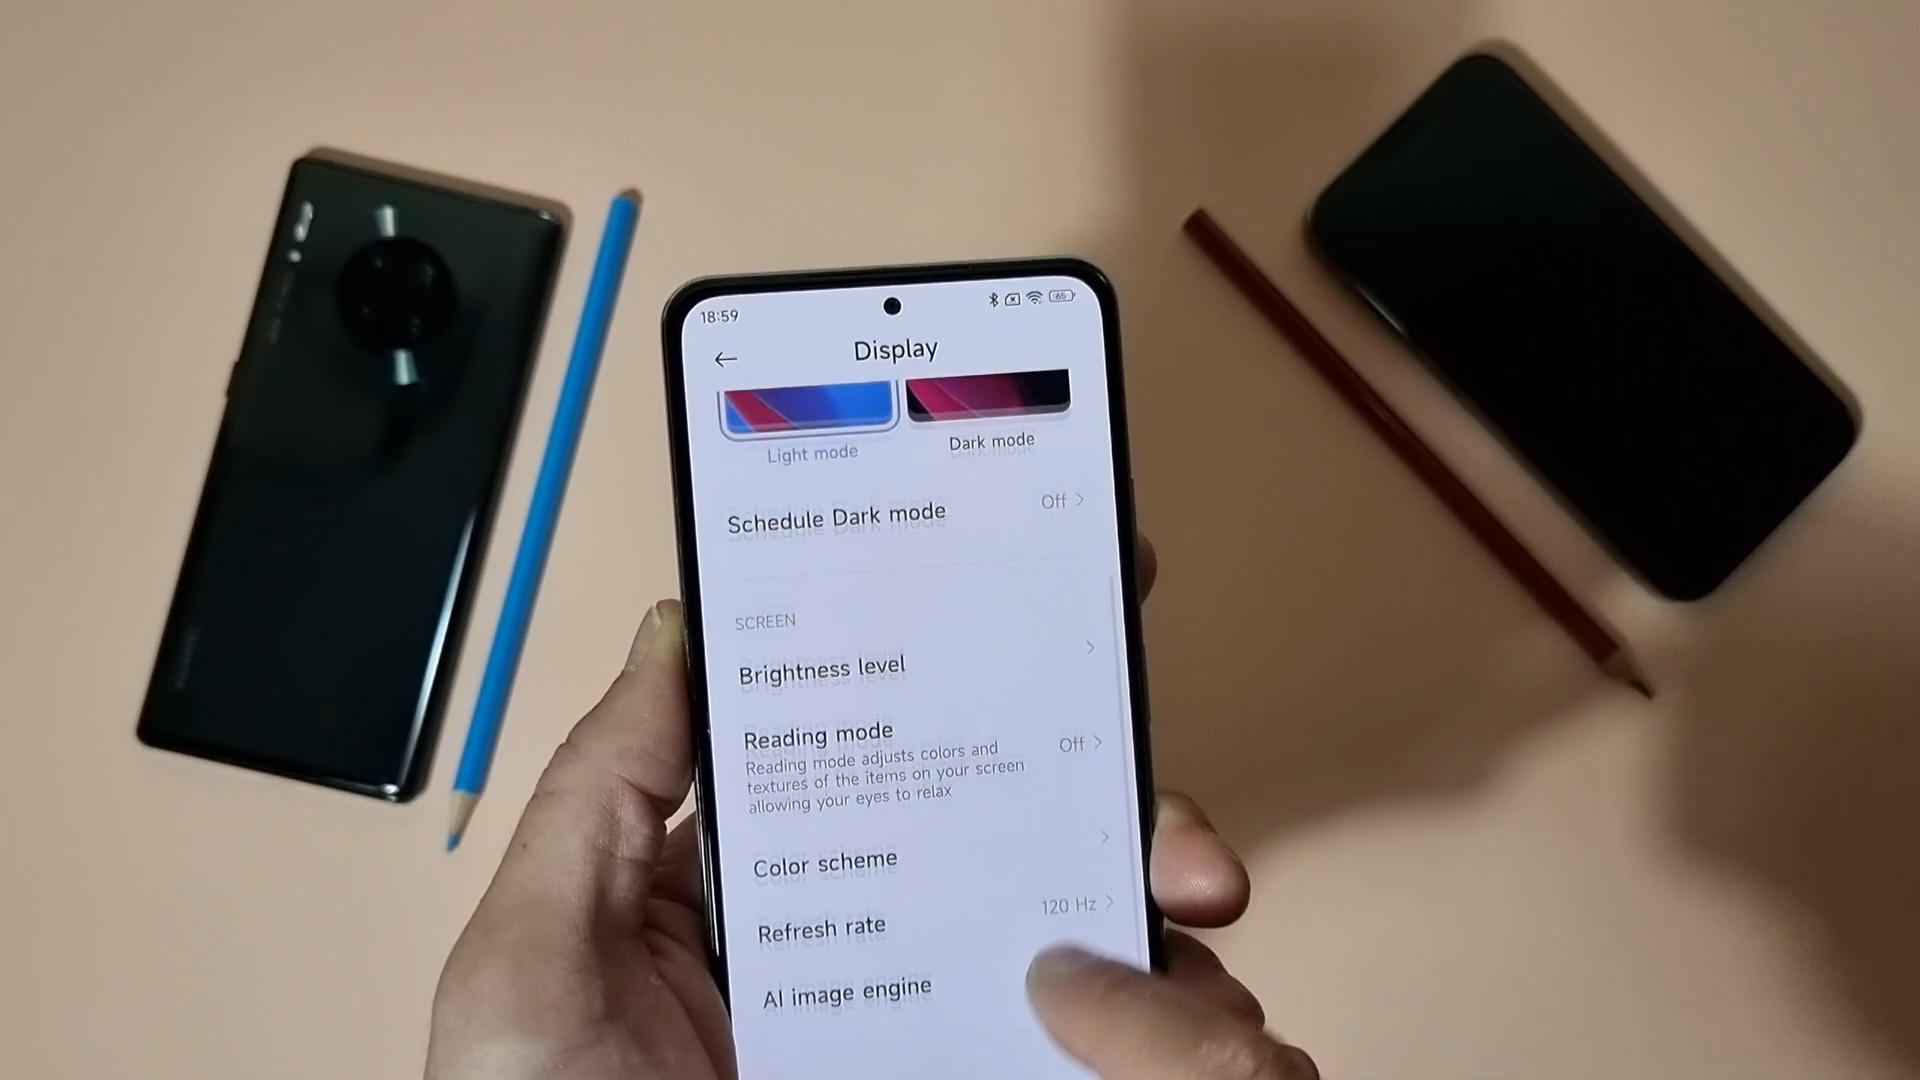 18:59
65
Display
Light mode
Dark mode
Schedule Dark mode
Off
SCREEN
Brightness level
Reading mode
Reading mode adjusts colors and
textures of the items on your screen
allowing your eyes to relax
Off
Color scheme
Refresh rate
120 Hz
AI image engine